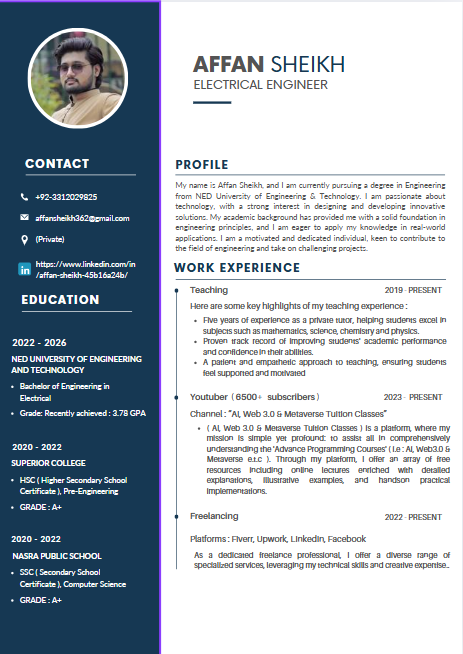 AFFAN SHEIKH
ELECTRICAL ENGINEER
CONTACT
+92-3312029825
affansheikh362@gmail.com
(Private)
https://www.linkedin.com/in
/affan-sheikh-45b16a24b/
EDUCATION
2022 - 2026
NED UNIVERSITY OF ENGINEERING
AND TECHNOLOGY
• Bachelor of Engineering in
Electrical
• Grade: Recently achieved : 3.78 GPA
2020 - 2022
SUPERIOR COLLEGE
• HSC ( Higher Secondary School
Certificate ), Pre-Engineering
• GRADE : A+
2020 - 2022
NASRA PUBLIC SCHOOL
• SSC ( Secondary School
Certificate ), Computer Science
• GRADE : A+
PROFILE
My name is Affan Sheikh, and I am currently pursuing a degree in Engineering
from NED University of Engineering & Technology. I am passionate about
technology, with a strong interest in designing and developing innovative
solutions. My academic background has provided me with a solid foundation in
engineering principles, and I am eager to apply my knowledge in real-world
applications. I am a motivated and dedicated individual, keen to contribute to
the field of engineering and take on challenging projects.
WORK EXPERIENCE
Teaching 2019- PRESENT
Here are some key highlights of my teaching experience :
• Five years of experience as a private tutor, helping students excel in
subjects such as mathematics, science, chemistry and physics.
• Proven track record of improving students' academic performance
and confidence in their abilities.
• A patient and empathetic approach to teaching, ensuring students
feel supported and motivated
Youtuber ( 6500+ subscribers ) 2023- PRESENT
Channel : "AI, Web 3.0 & Metaverse Tuition Classes"
• ( AI, Web3.0 & Metaverse Tuition Classes ) is a platform, where my
mission is simple yet profound: to assist all in comprehensively
understanding the 'Advance Programming Courses' ( i.e : AI, Web3.0 &
Metaverse e.t.c ). Through my platform, I offer an array of free
resources including online lectures enriched with detailed
explanations, illustrative examples, and handson practical
implementations.
Freelancing 2022- PRESENT
Platforms : Fiverr, Upwork, Linkedin, Facebook
As a dedicated freelance professional, I offer a diverse range of
specialized services, leveraging my technical skills and creative expertise..